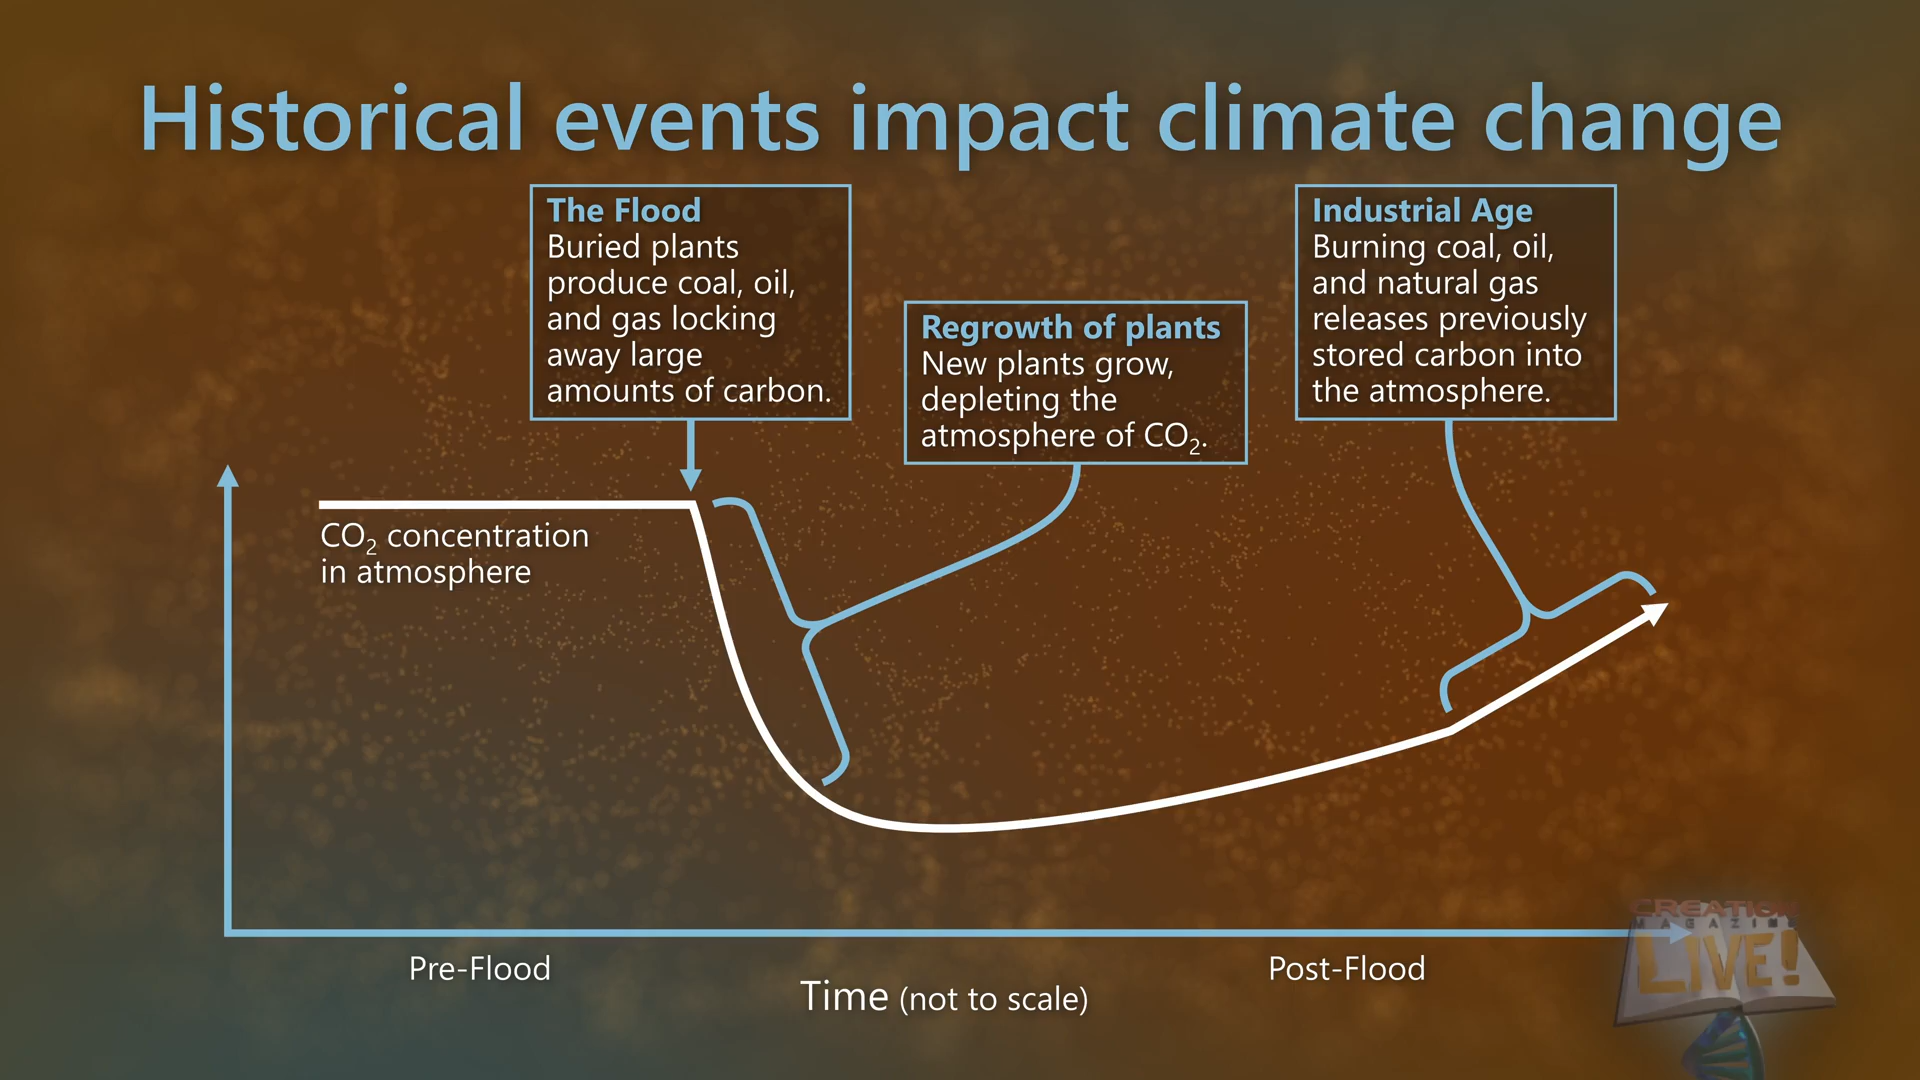 Historical events impact climate change
The Flood
Buried plants
produce coal, oil,
and gas locking
away large
amounts of carbon.
Regrowth of plants
New plants grow,
depleting the
atmosphere of CO₂.
Industrial Age
Burning coal, oil,
and natural gas
releases previously
stored carbon into
the atmosphere.
CO₂ concentration
in atmosphere
Pre-Flood
Post-Flood
Time (not to scale)
CREATION
MAGAZINE
LIVE!